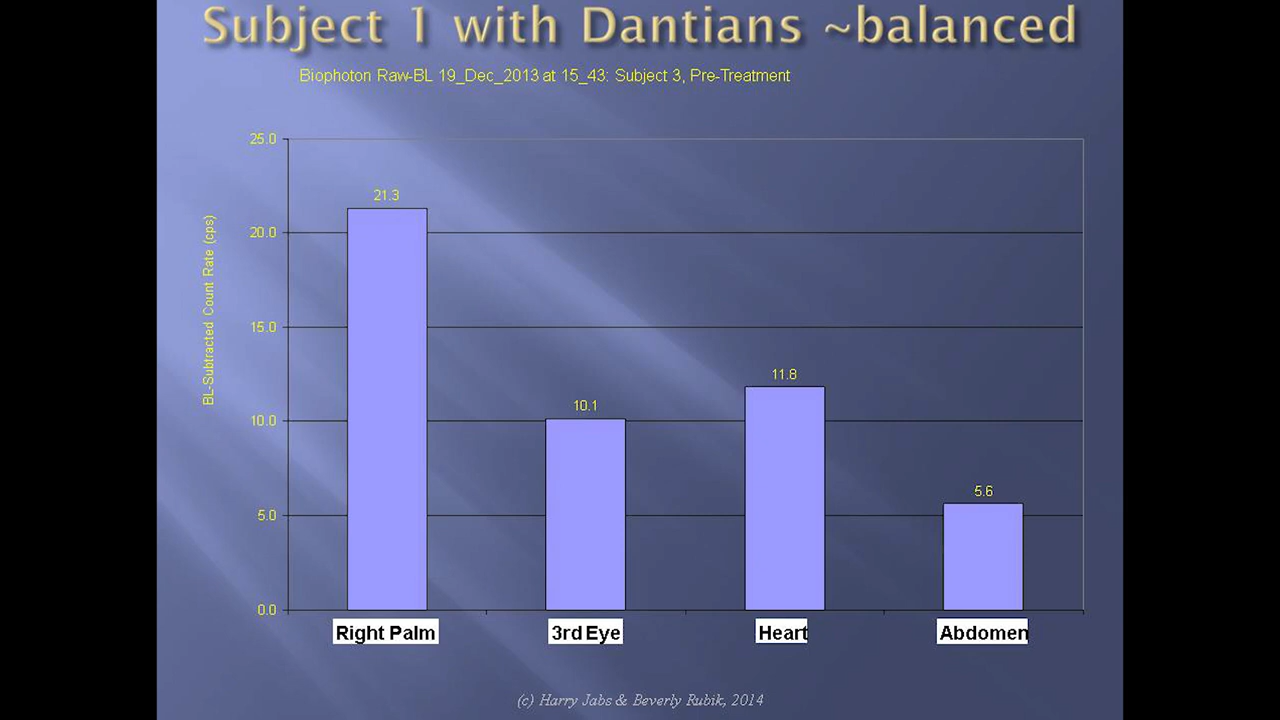 Subject 1 with Dantians ~balanced
Biophoton Raw-BL 19_Dec_2013 at 15_43: Subject 3, Pre-Treatment
BL-Subtracted Count Rate (cps)
25.0
20.0
15.0
10.0
5.0
0.0
21.3
10.1
11.8
5.6
Right Palm
3rd Eye
Heart
Abdomen
(c) Harry Jabs & Beverly Rubik, 2014